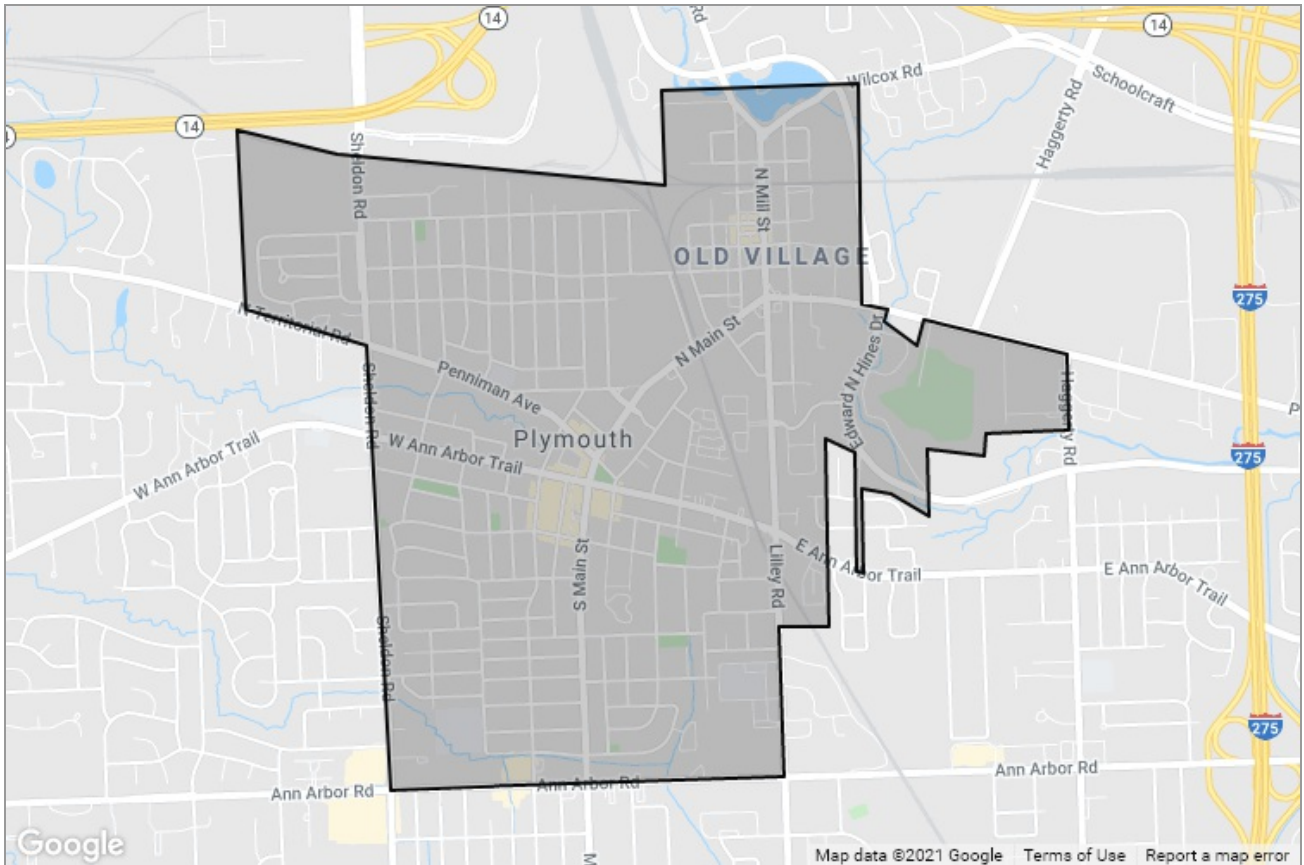 14
Rd
14
Wilcox Rd
Schoolcraft
Haggerty Rd
14
Sheldon Rd
N Mill St
OLD VILLAGE
275
N Territorial Rd
N Main St
Edward N Hines Dr
Penniman Ave
Sheldon Rd
Haggerty Rd
P
Plymouth
W Ann Arbor Trail
W Ann Arbor Trail
275
S Main St
Lilley Rd
E Ann Arbor Trail
E Ann Arbor Trail
Sheldon Rd
275
Ann Arbor Rd
Ann Arbor Rd
Ann Arbor Rd
Google
Map data ©2021 Google
Terms of Use
Report a map error